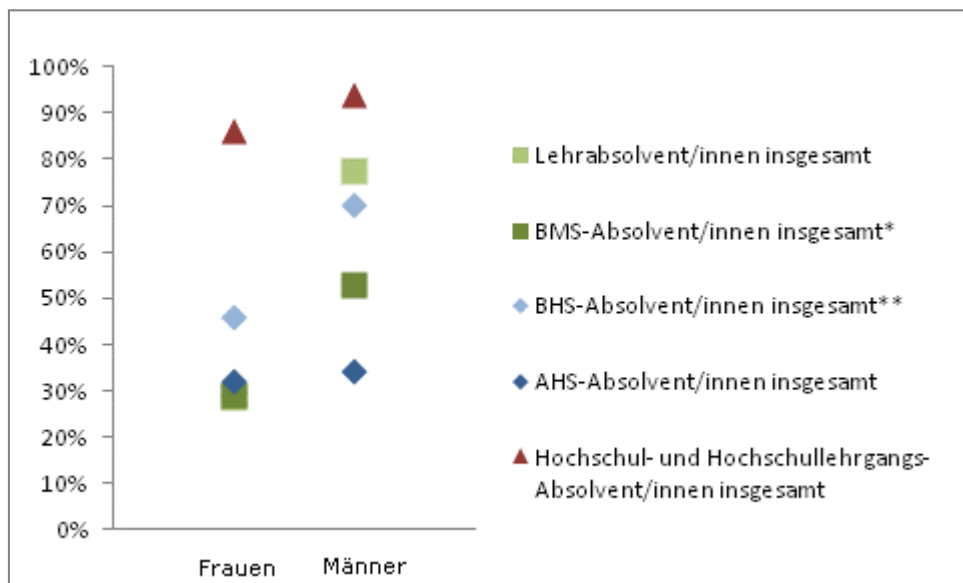 100%
90%
80%
70%
60%
50%
40%
30%
20%
10%
0%
Frauen Männer
Lehrabsolvent/innen insgesamt
BMS-Absolvent/innen insgesamt*
BHS-Absolvent/innen insgesamt**
AHS-Absolvent/innen insgesamt
Hochschul- und Hochschullehrgangs-
Absolvent/innen insgesamt